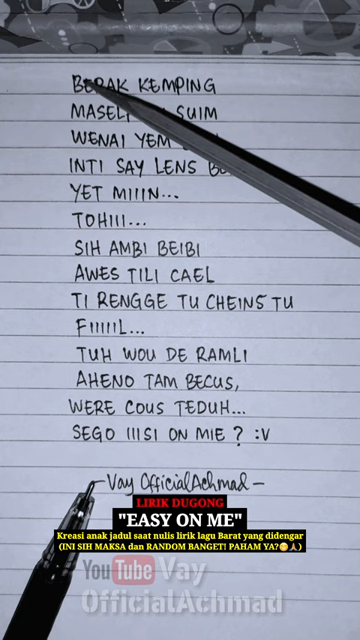 BERAK KEMPING
SUIM
WENAI YEM
INTI SAY LENS
YET MIIIN...
TOHIII...
SIH AMBI BEIBI
AWES TILI CAEL
TI RENGGE TU CHEINS TU
FIIIIIL...
TUH WOU DE RAMLI
AHENO TAM BECUS,
WERE COUS TEDUH...
SEGO IIISI ON MIE ? :V
- Vay OfficialAchmad -
LIRIK DUGONG
"EASY ON ME"
Kreasi anak jadul saat nulis lirik lagu Barat yang didengar
(INI SIH MAKSA dan RANDOM BANGET! PAHAM YA?🤭🙏)
YouTube Vay
OfficialAchmad